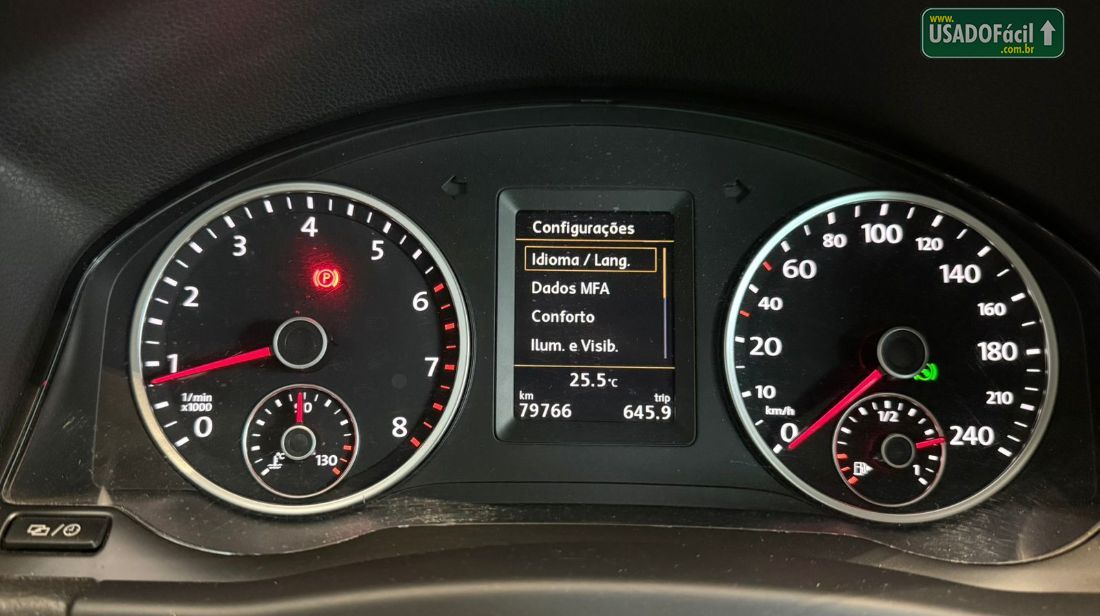 www.
USADOFácil
.com.br
0
1
2
3
4
5
6
7
8
1/min
x1000
P
90
°C
130
Configurações
Idioma / Lang.
Dados MFA
Conforto
Ilum. e Visib.
25.5°C
km
trip
79766
645.9
0
10
20
40
60
80
100
120
140
160
180
210
240
km/h
1/2
1